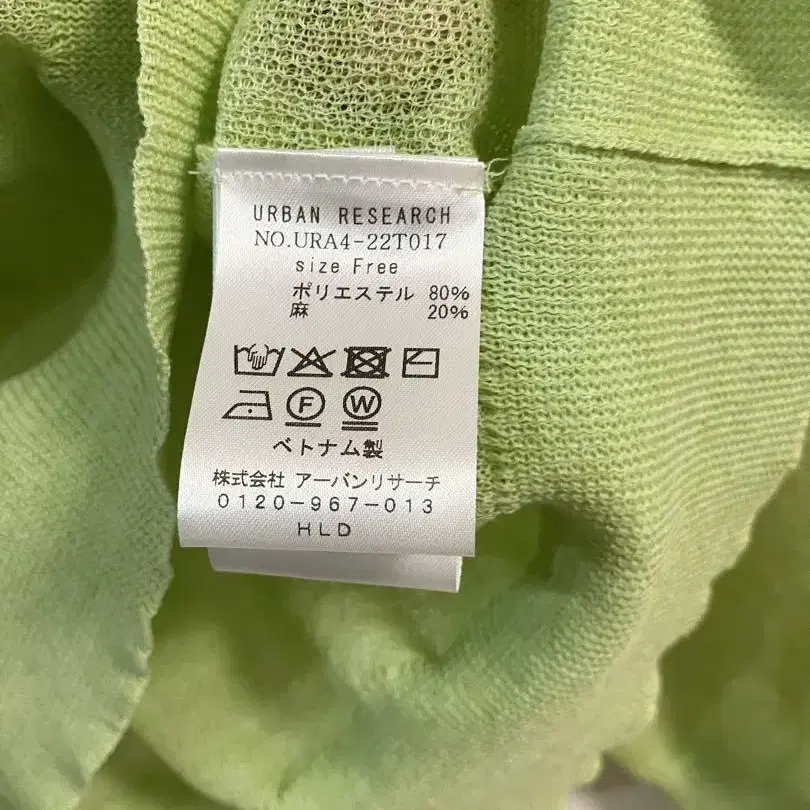 URBAN RESEARCH
NO.URA4-22T017
size Free
ポリエステル 80%
麻 20%
F W
ベトナム製
株式会社 アーバンリサーチ
0120-967-013
HLD